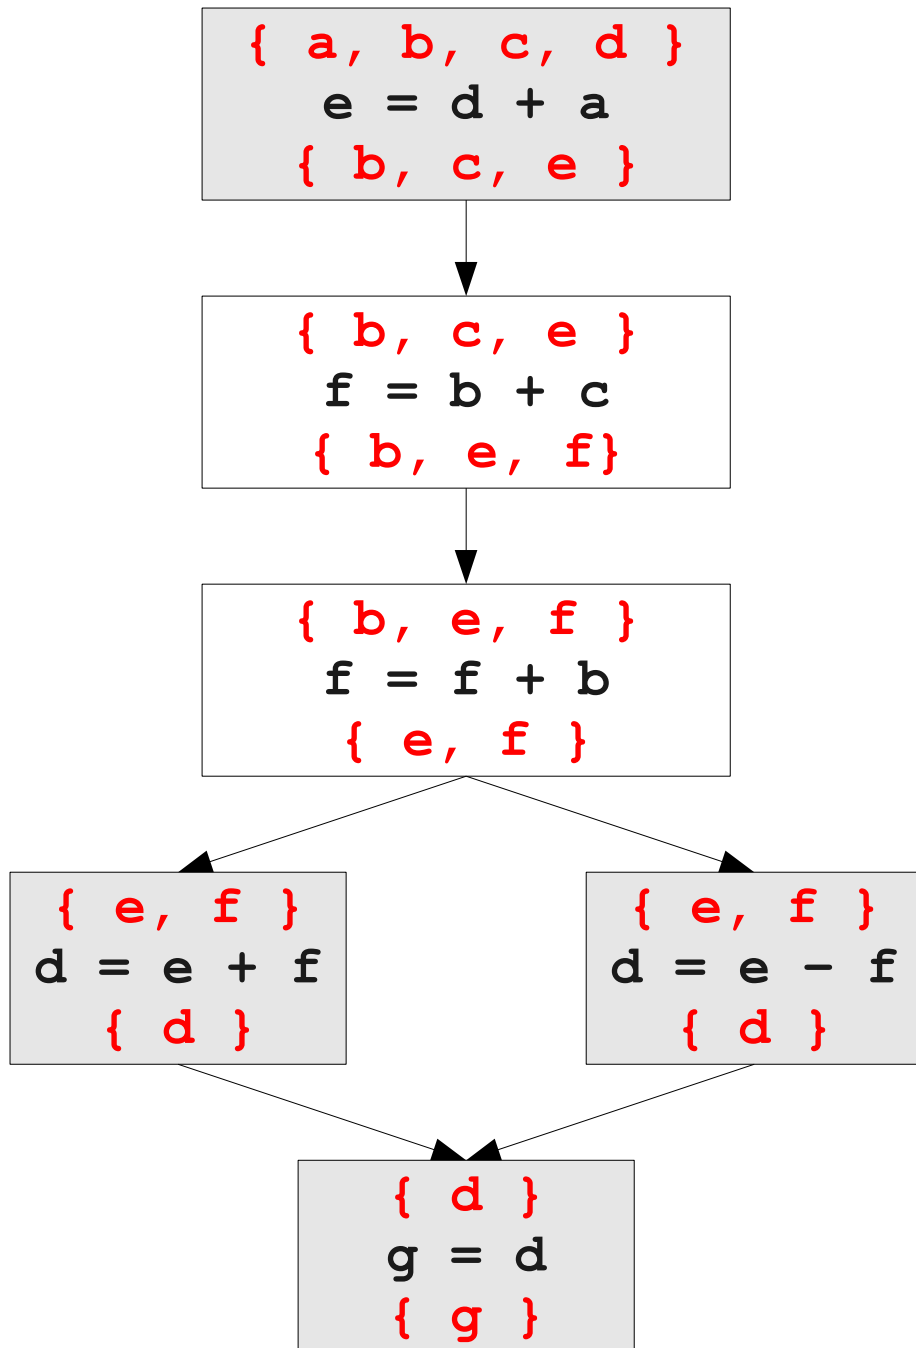 { a, b, c, d }
e = d + a
{ b, c, e }
{ b, c, e }
f = b + c
{ b, e, f}
{ b, e, f }
f = f + b
{ e, f }
{ e, f }
d = e + f
{ d }
{ e, f }
d = e - f
{ d }
{ d }
g = d
{ g }